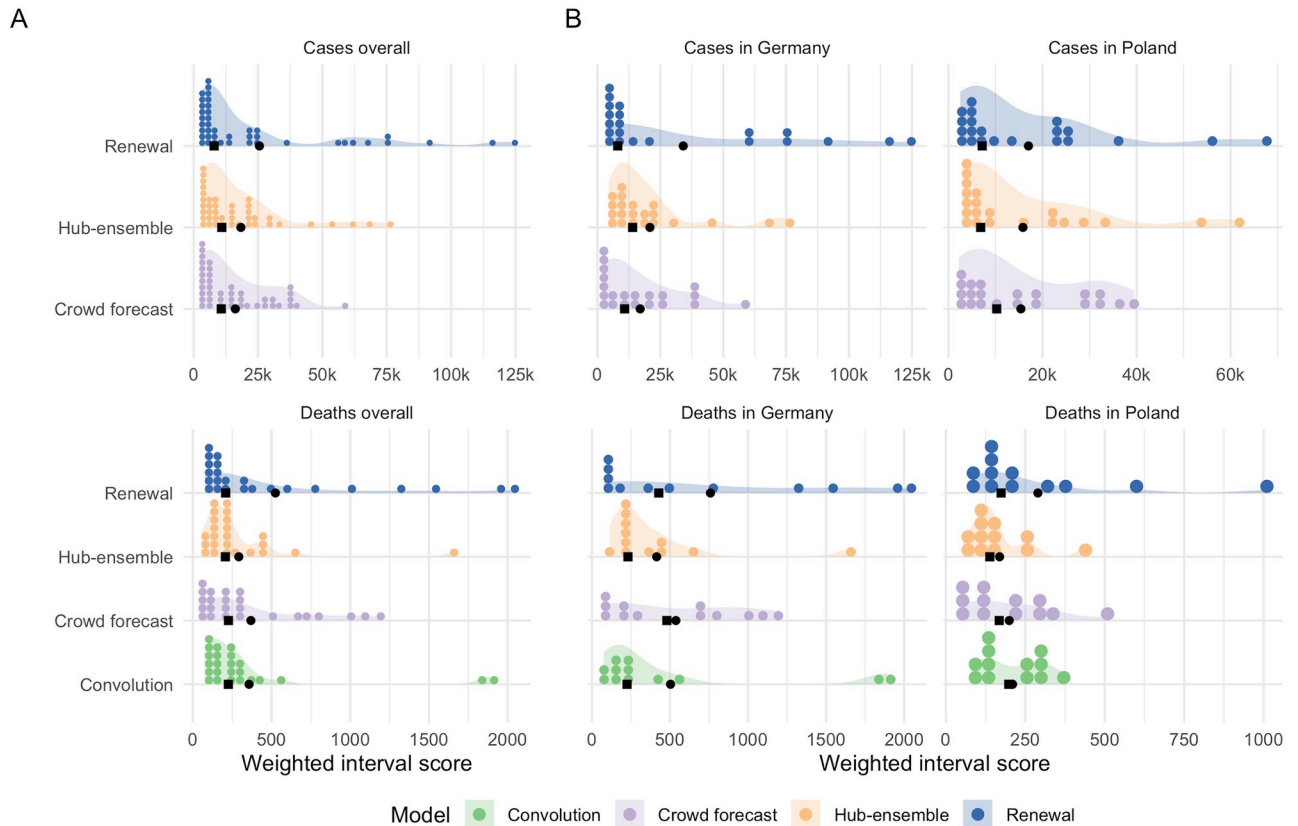 A
B
Cases overall
Cases in Germany
Cases in Poland
Renewal
Hub-ensemble
Crowd forecast
0 25k 50k 75k 100k 125k
0 25k 50k 75k 100k 125k
0 20k 40k 60k
Deaths overall
Deaths in Germany
Deaths in Poland
Renewal
Hub-ensemble
Crowd forecast
Convolution
0 500 1000 1500 2000
0 500 1000 1500 2000
0 250 500 750 1000
Weighted interval score
Weighted interval score
Model Convolution Crowd forecast Hub-ensemble Renewal